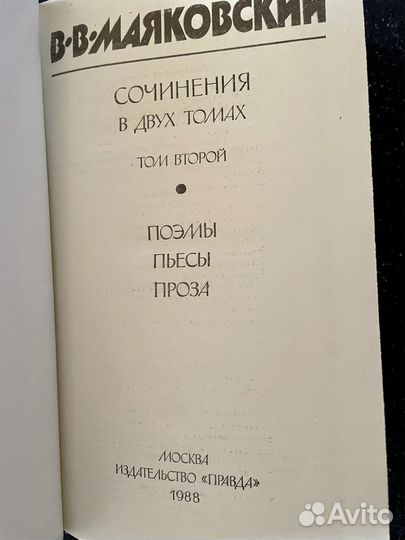 В·В·МАЯКОВСКИЙ
СОЧИНЕНИЯ
В ДВУХ ТОМАХ
ТОМ ВТОРОЙ
ПОЭМЫ
ПЬЕСЫ
ПРОЗА
МОСКВА
ИЗДАТЕЛЬСТВО «ПРАВДА»
1988
Avito